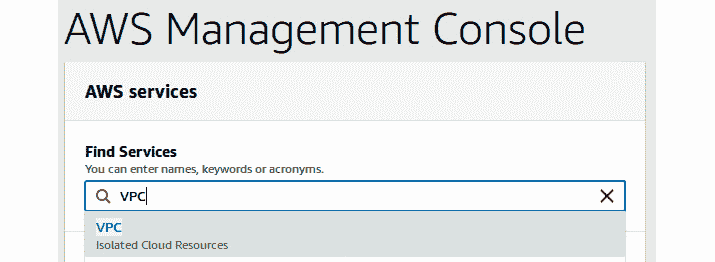 AWS Management Console
AWS services
Find Services
You can enter names, keywords or acronyms.
VPC
VPC
Isolated Cloud Resources